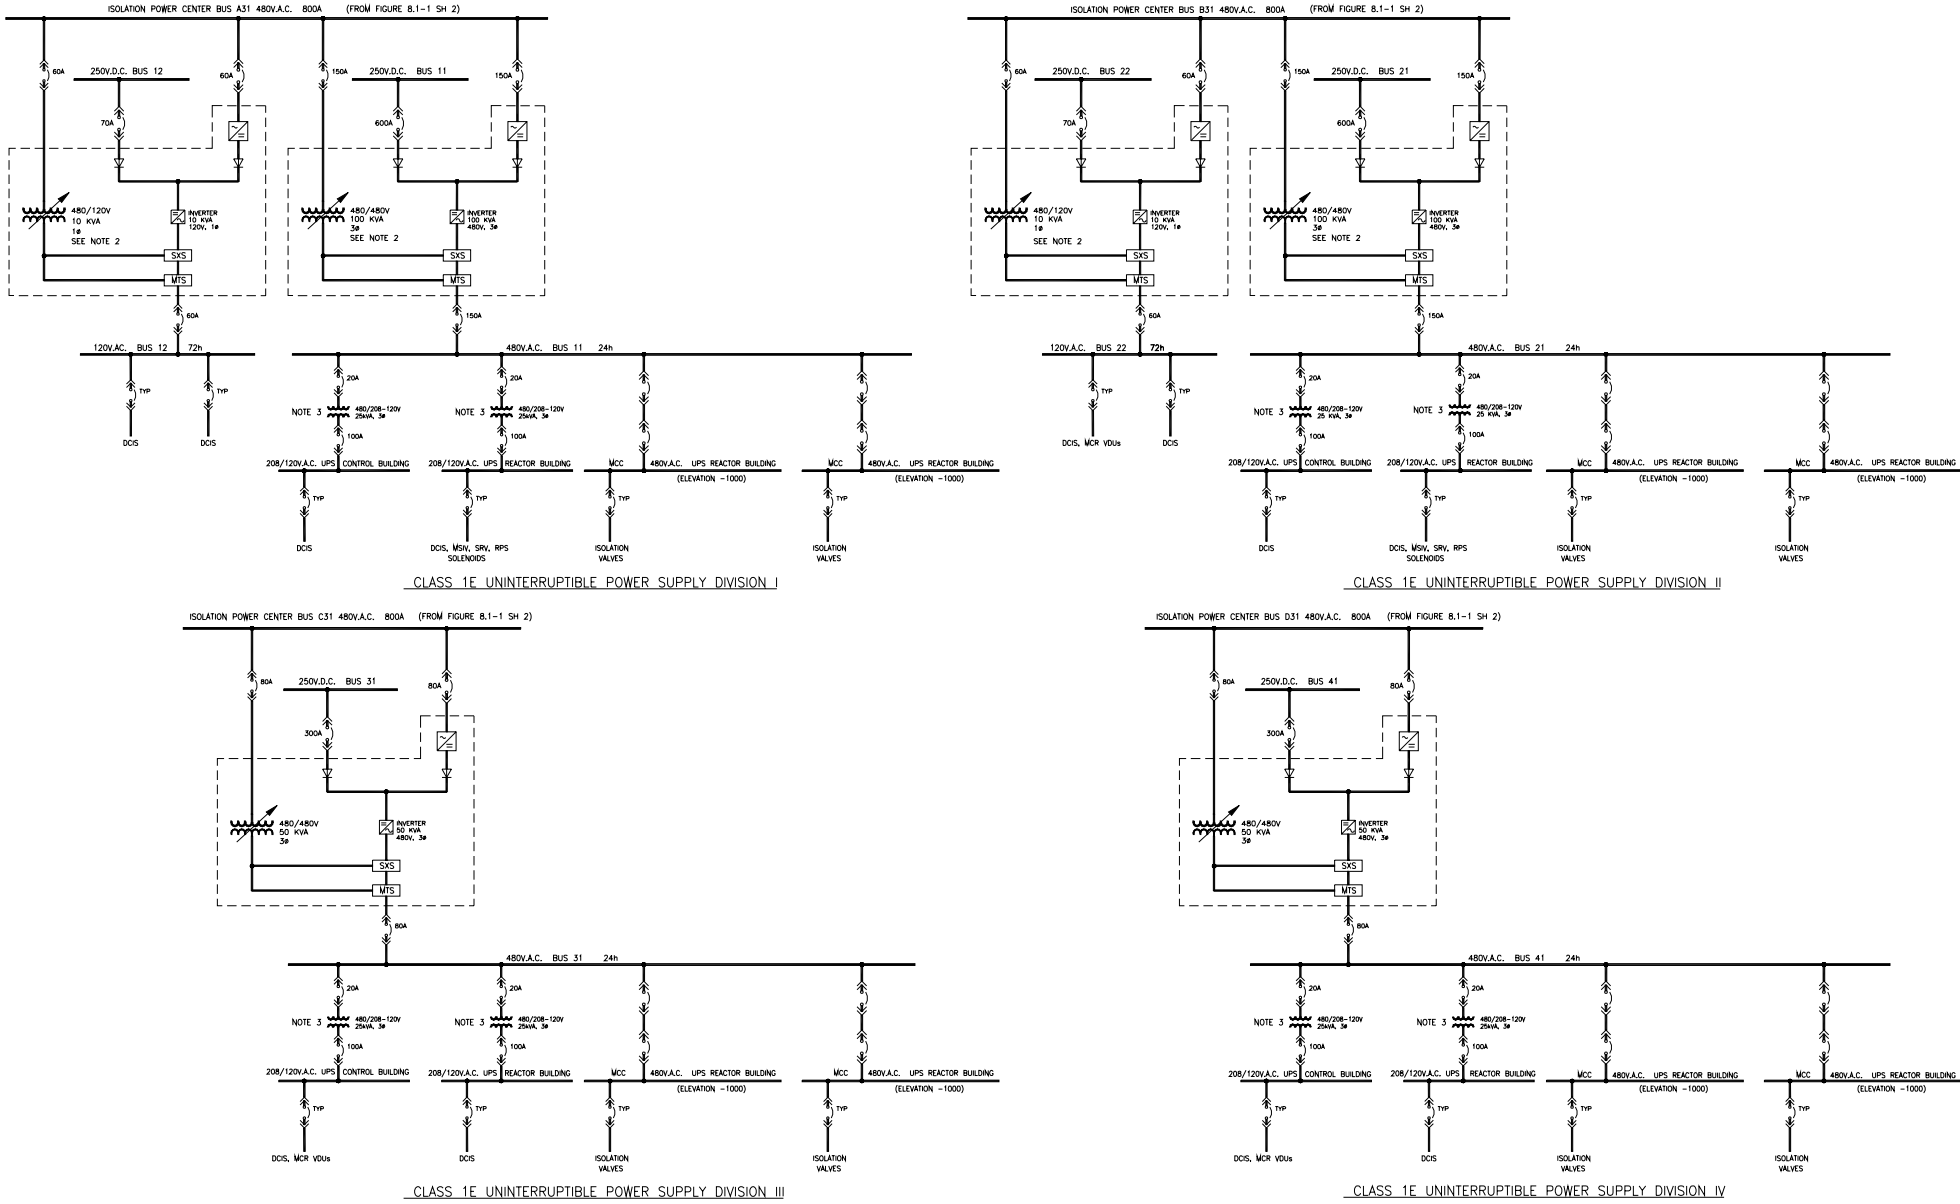 ISOLATION POWER CENTER BUS A31 480V.A.C. 800A (FROM FIGURE 8.1-1 SH 2)
60A
250V.D.C. BUS 12
60A
150A
250V.D.C. BUS 11
150A
70A
600A
480/120V
10 KVA
1ø
SEE NOTE 2
INVERTER
10 KVA
120V, 1ø
480/480V
100 KVA
3ø
SEE NOTE 2
INVERTER
100 KVA
480V, 3ø
SXS
MTS
SXS
MTS
60A
150A
120V.AC. BUS 12 72h
480V.A.C. BUS 11 24h
TYP
TYP
DCIS
DCIS
20A
20A
NOTE 3
480/208-120V
25kVA, 3ø
NOTE 3
480/208-120V
25kVA, 3ø
100A
100A
208/120V.A.C. UPS CONTROL BUILDING
208/120V.A.C. UPS REACTOR BUILDING
MCC 480V.A.C. UPS REACTOR BUILDING
(ELEVATION -1000)
MCC 480V.A.C. UPS REACTOR BUILDING
(ELEVATION -1000)
TYP
TYP
TYP
TYP
DCIS
DCIS, MSIV, SRV, RPS
SOLENOIDS
ISOLATION
VALVES
ISOLATION
VALVES
CLASS 1E UNINTERRUPTIBLE POWER SUPPLY DIVISION I
ISOLATION POWER CENTER BUS B31 480V.A.C. 800A (FROM FIGURE 8.1-1 SH 2)
60A
250V.D.C. BUS 22
60A
150A
250V.D.C. BUS 21
150A
70A
600A
480/120V
10 KVA
1ø
SEE NOTE 2
INVERTER
10 KVA
120V, 1ø
480/480V
100 KVA
3ø
SEE NOTE 2
INVERTER
100 KVA
480V, 3ø
SXS
MTS
SXS
MTS
60A
150A
120V.A.C. BUS 22 72h
480V.A.C. BUS 21 24h
TYP
TYP
DCIS, MCR VDUs
DCIS
20A
20A
NOTE 3
480/208-120V
25 KVA, 3ø
NOTE 3
480/208-120V
25 KVA, 3ø
100A
100A
208/120V.A.C. UPS CONTROL BUILDING
208/120V.A.C. UPS REACTOR BUILDING
MCC 480V.A.C. UPS REACTOR BUILDING
(ELEVATION -1000)
MCC 480V.A.C. UPS REACTOR BUILDING
(ELEVATION -1000)
TYP
TYP
TYP
TYP
DCIS
DCIS, MSIV, SRV, RPS
SOLENOIDS
ISOLATION
VALVES
ISOLATION
VALVES
CLASS 1E UNINTERRUPTIBLE POWER SUPPLY DIVISION II
ISOLATION POWER CENTER BUS C31 480V.A.C. 800A (FROM FIGURE 8.1-1 SH 2)
80A
250V.D.C. BUS 31
80A
300A
480/480V
50 KVA
3ø
INVERTER
50 KVA
480V, 3ø
SXS
MTS
80A
480V.A.C. BUS 31 24h
20A
20A
NOTE 3
480/208-120V
25kVA, 3ø
NOTE 3
480/208-120V
25kVA, 3ø
100A
100A
208/120V.A.C. UPS CONTROL BUILDING
208/120V.A.C. UPS REACTOR BUILDING
MCC 480V.A.C. UPS REACTOR BUILDING
(ELEVATION -1000)
MCC 480V.A.C. UPS REACTOR BUILDING
(ELEVATION -1000)
TYP
TYP
TYP
TYP
DCIS, MCR VDUs
DCIS
ISOLATION
VALVES
ISOLATION
VALVES
CLASS 1E UNINTERRUPTIBLE POWER SUPPLY DIVISION III
ISOLATION POWER CENTER BUS D31 480V.A.C. 800A (FROM FIGURE 8.1-1 SH 2)
80A
250V.D.C. BUS 41
80A
300A
480/480V
50 KVA
3ø
INVERTER
50 KVA
480V, 3ø
SXS
MTS
80A
480V.A.C. BUS 41 24h
20A
20A
NOTE 3
480/208-120V
25kVA, 3ø
NOTE 3
480/208-120V
25kVA, 3ø
100A
100A
208/120V.A.C. UPS CONTROL BUILDING
208/120V.A.C. UPS REACTOR BUILDING
MCC 480V.A.C. UPS REACTOR BUILDING
(ELEVATION -1000)
MCC 480V.A.C. UPS REACTOR BUILDING
(ELEVATION -1000)
TYP
TYP
TYP
TYP
DCIS, MCR VDUs
DCIS
ISOLATION
VALVES
ISOLATION
VALVES
CLASS 1E UNINTERRUPTIBLE POWER SUPPLY DIVISION IV